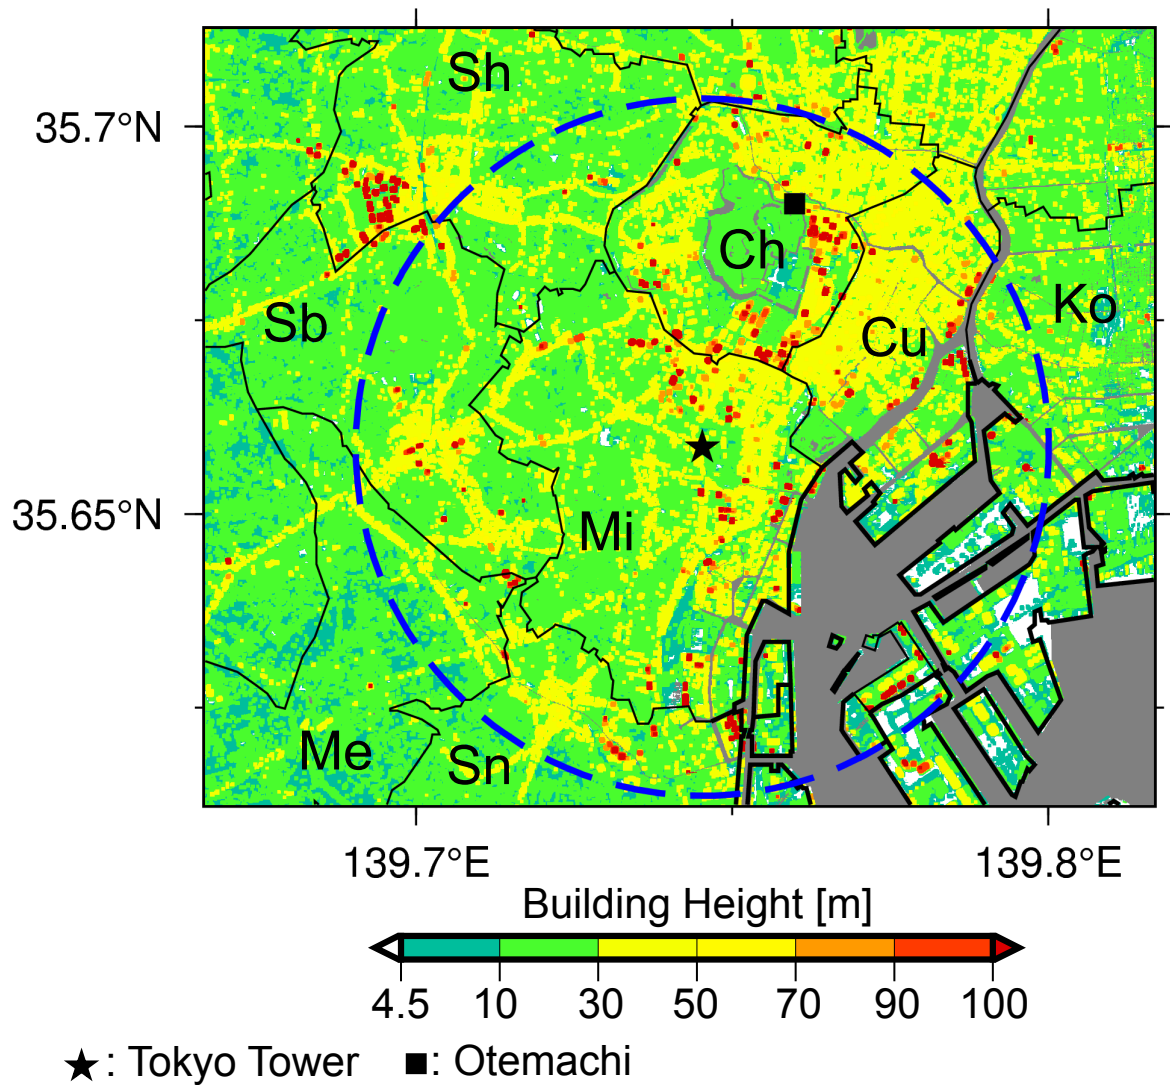 Sh
35.7°N
Ch
Ko
Sb
Cu
35.65°N
Mi
Me
Sn
139.7°E 139.8°E
Building Height [m]
4.5 10 30 50 70 90 100
★: Tokyo Tower ■: Otemachi